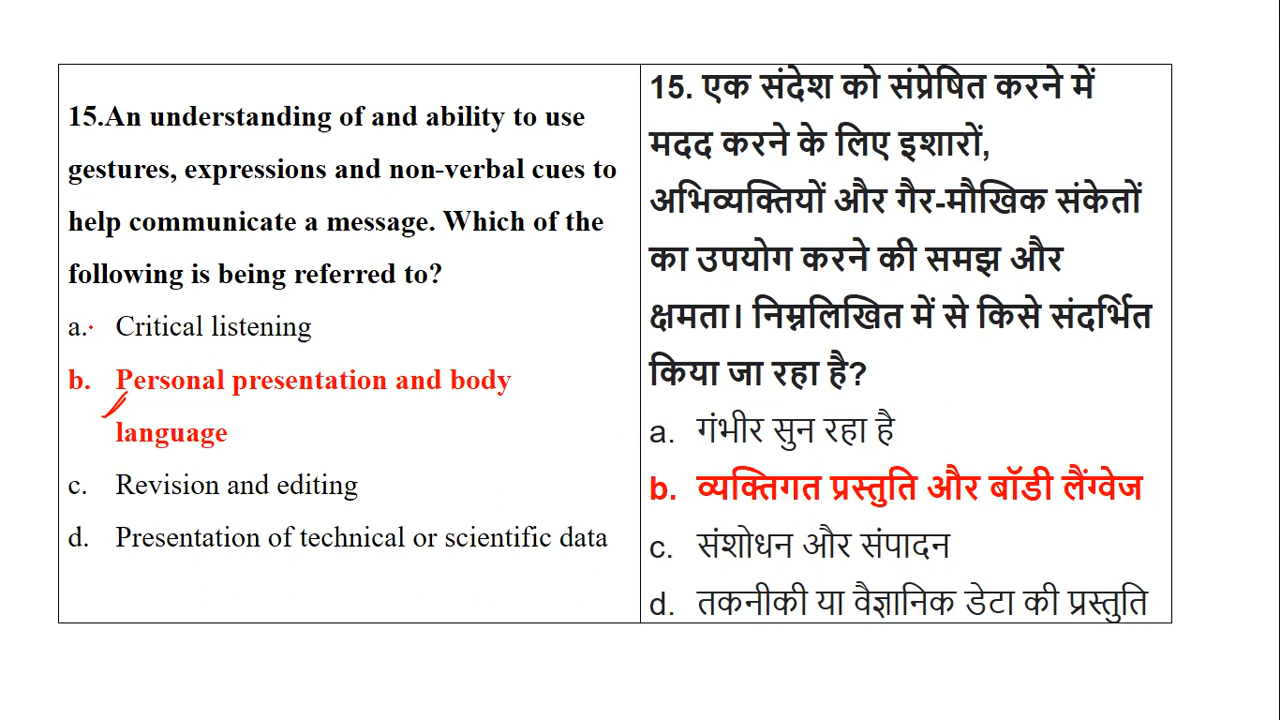 15.An understanding of and ability to use
gestures, expressions and non-verbal cues to
help communicate a message. Which of the
following is being referred to?
a. Critical listening
b. Personal presentation and body
language
c. Revision and editing
d. Presentation of technical or scientific data
15. एक संदेश को संप्रेषित करने में
मदद करने के लिए इशारों,
अभिव्यक्तियों और गैर-मौखिक संकेतों
का उपयोग करने की समझ और
क्षमता। निम्नलिखित में से किसे संदर्भित
किया जा रहा है?
a. गंभीर सुन रहा है
b. व्यक्तिगत प्रस्तुति और बॉडी लैंग्वेज
c. संशोधन और संपादन
d. तकनीकी या वैज्ञानिक डेटा की प्रस्तुति